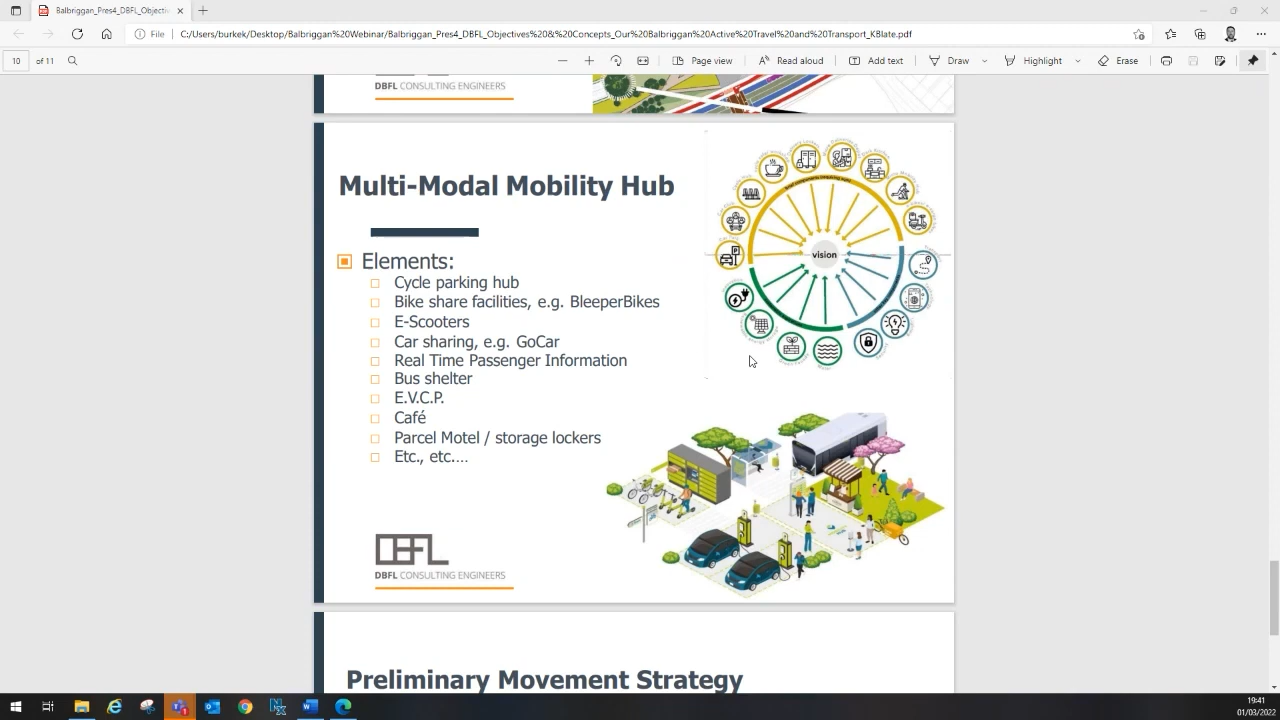 Balbriggan_Pres4_DBFL_Objecti
File
C:/Users/burkek/Desktop/Balbriggan%20Webinar/Balbriggan_Pres4_DBFL_Objectives%20&%20Concepts_Our%20Balbriggan%20Active%20Travel%20and%20Transport_KBlate.pdf
10 of 11
Page view
Read aloud
Add text
Draw
Highlight
Erase
DBFL CONSULTING ENGINEERS
Multi-Modal Mobility Hub
vision
Elements:
Cycle parking hub
Bike share facilities, e.g. BleeperBikes
E-Scooters
Car sharing, e.g. GoCar
Real Time Passenger Information
Bus shelter
E.V.C.P.
Café
Parcel Motel / storage lockers
Etc., etc....
DBFL
DBFL CONSULTING ENGINEERS
Preliminary Movement Strategy
19:41
01/03/2022